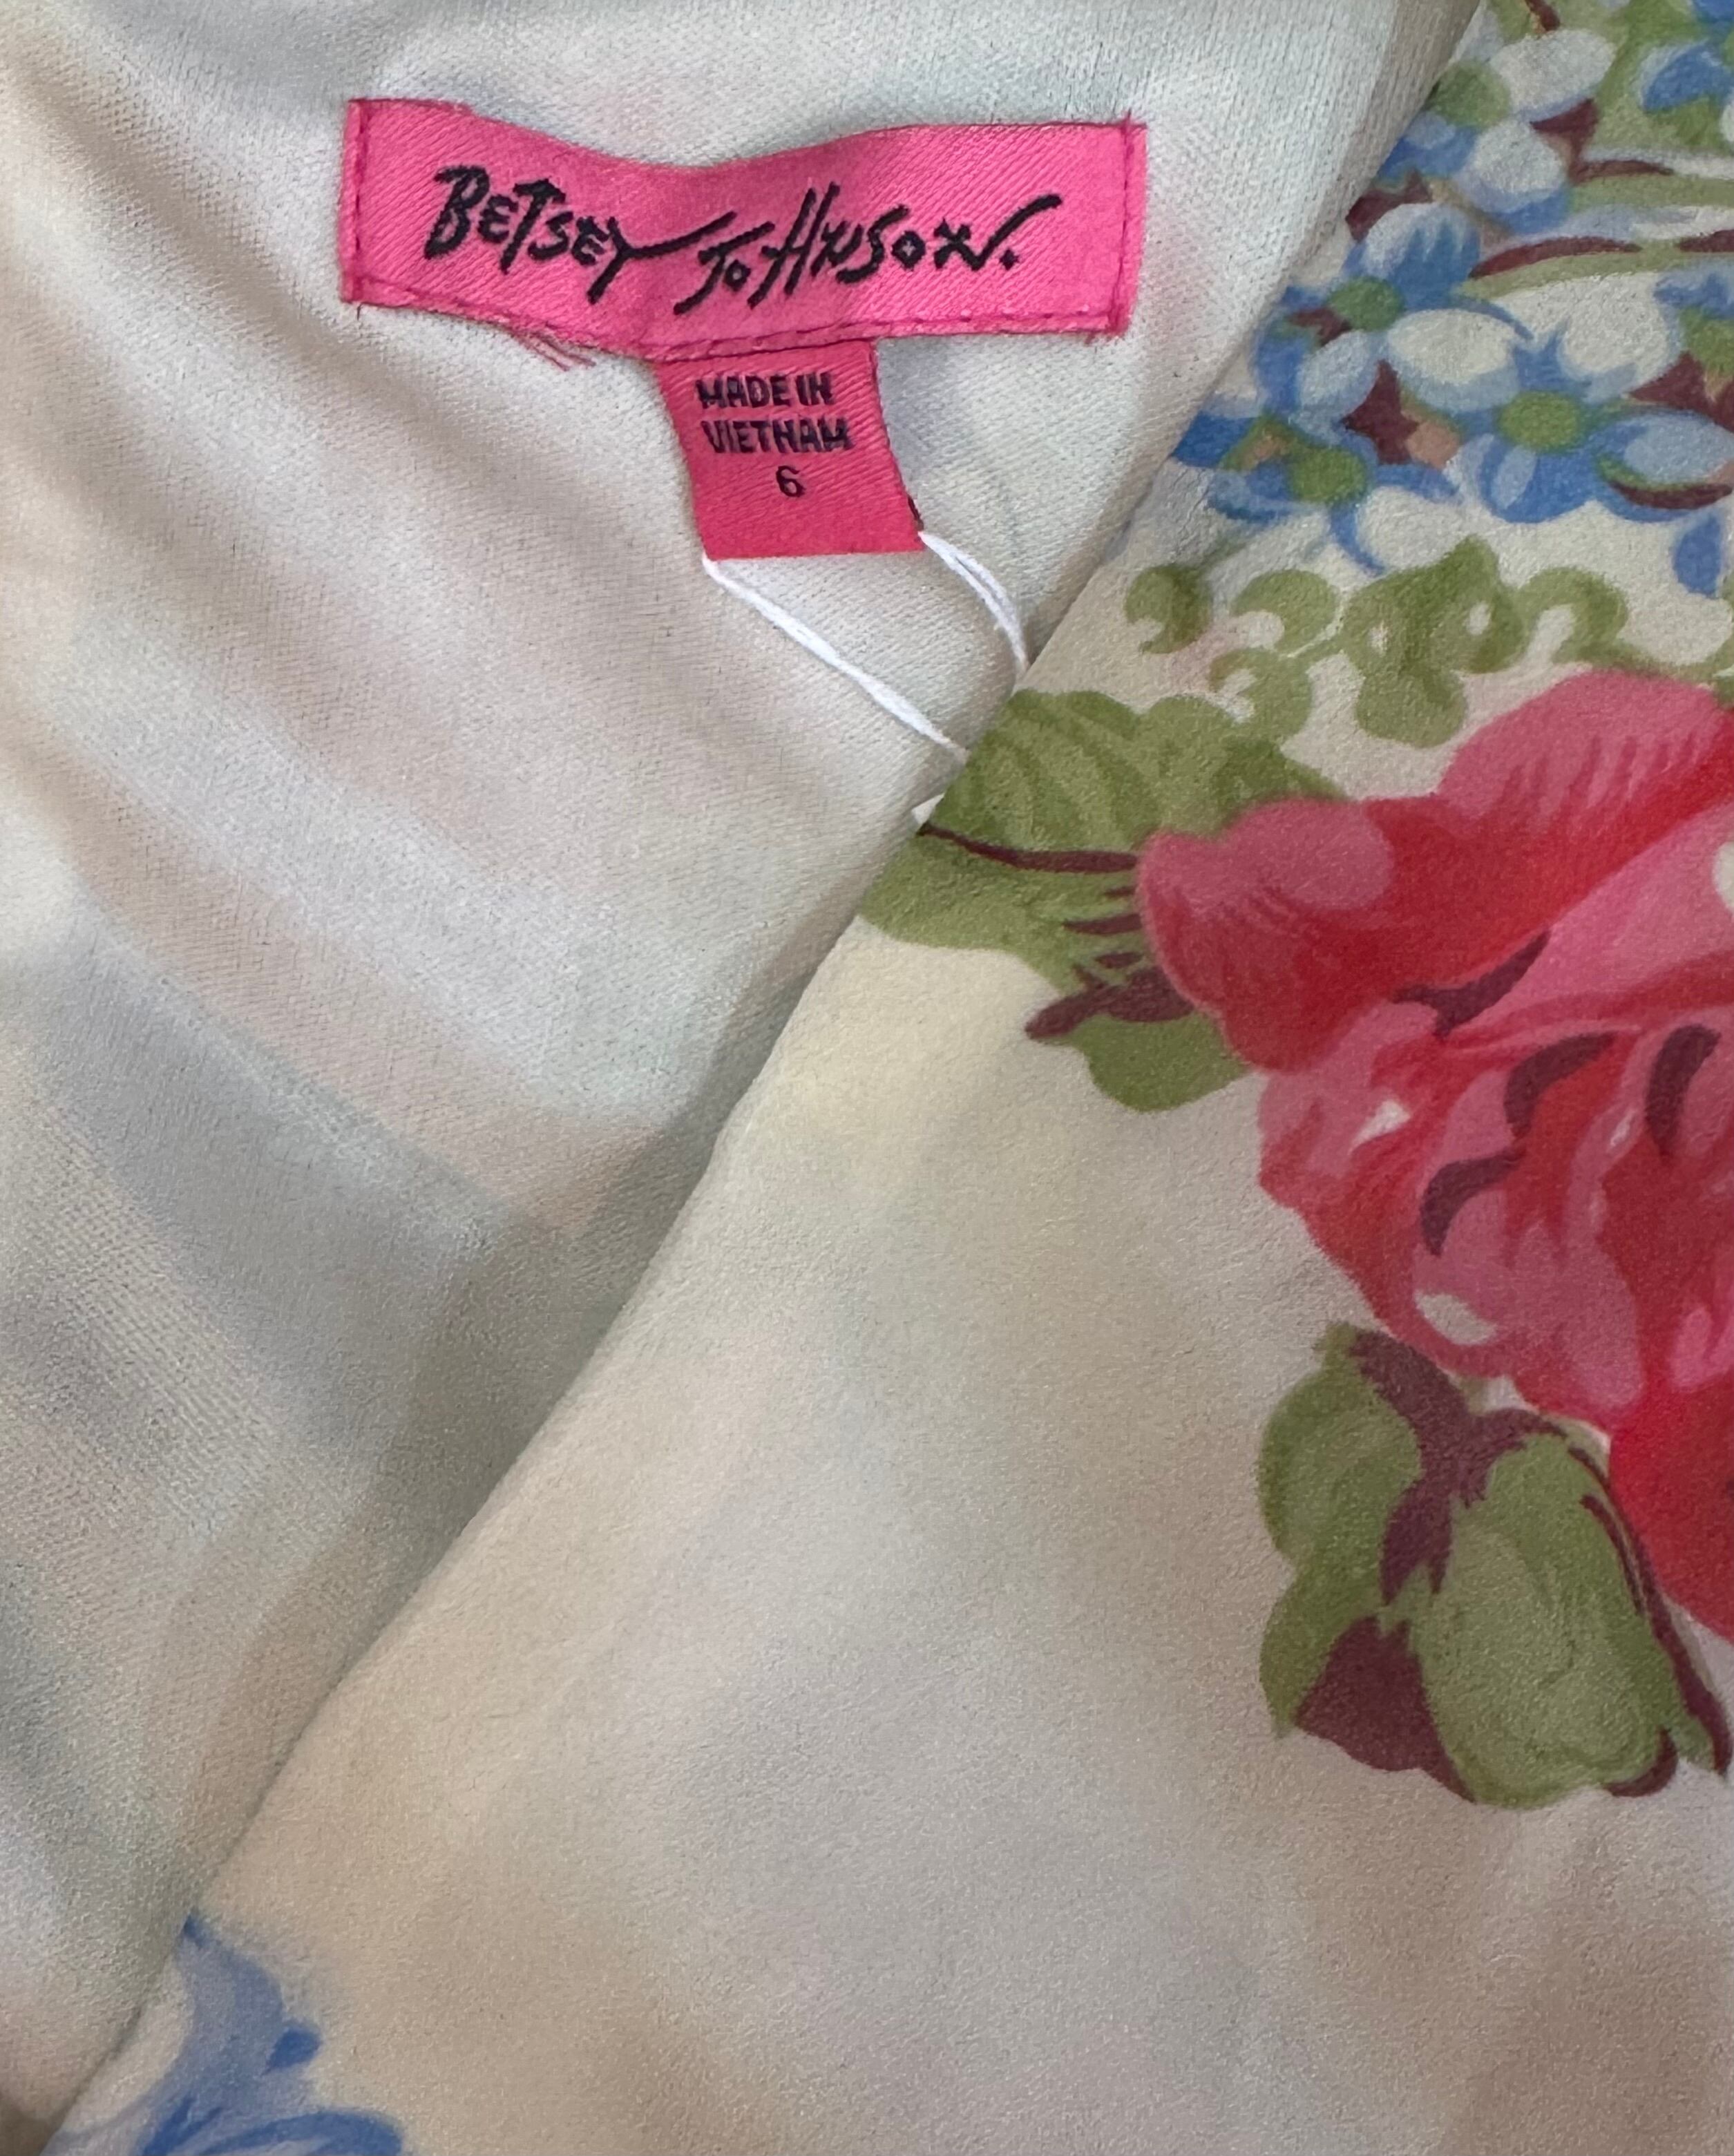 BETSEY JOHNSON.
MADE IN
VIETNAM
6